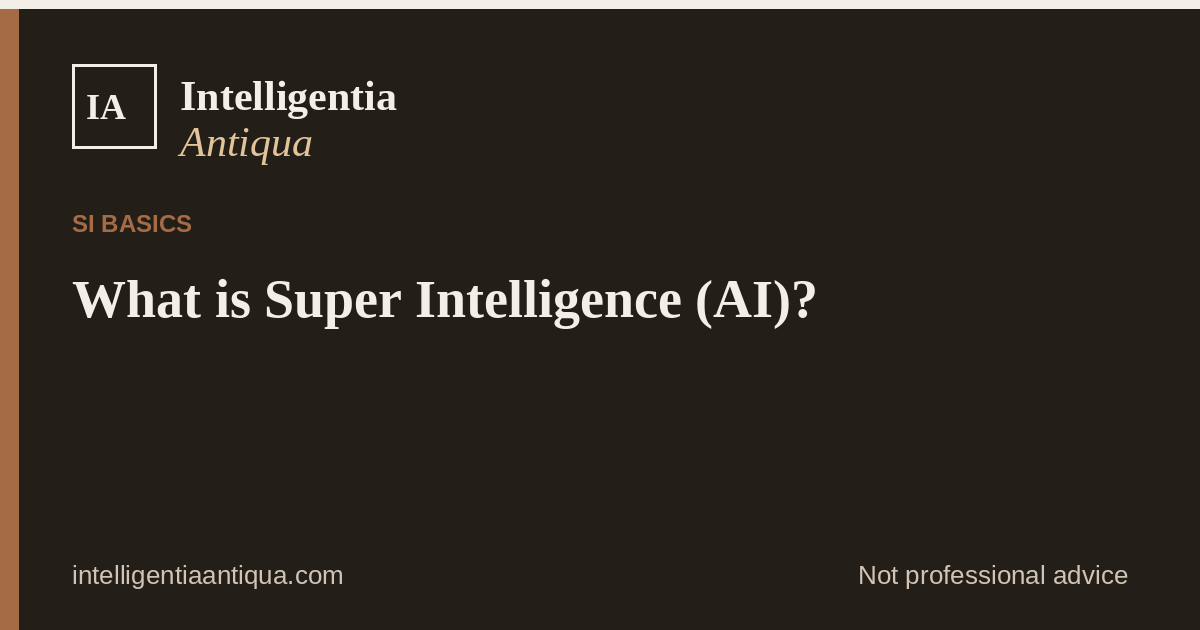 IA
Intelligentia
Antiqua
SI BASICS
What is Super Intelligence (AI)?
intelligentiaantiqua.com
Not professional advice